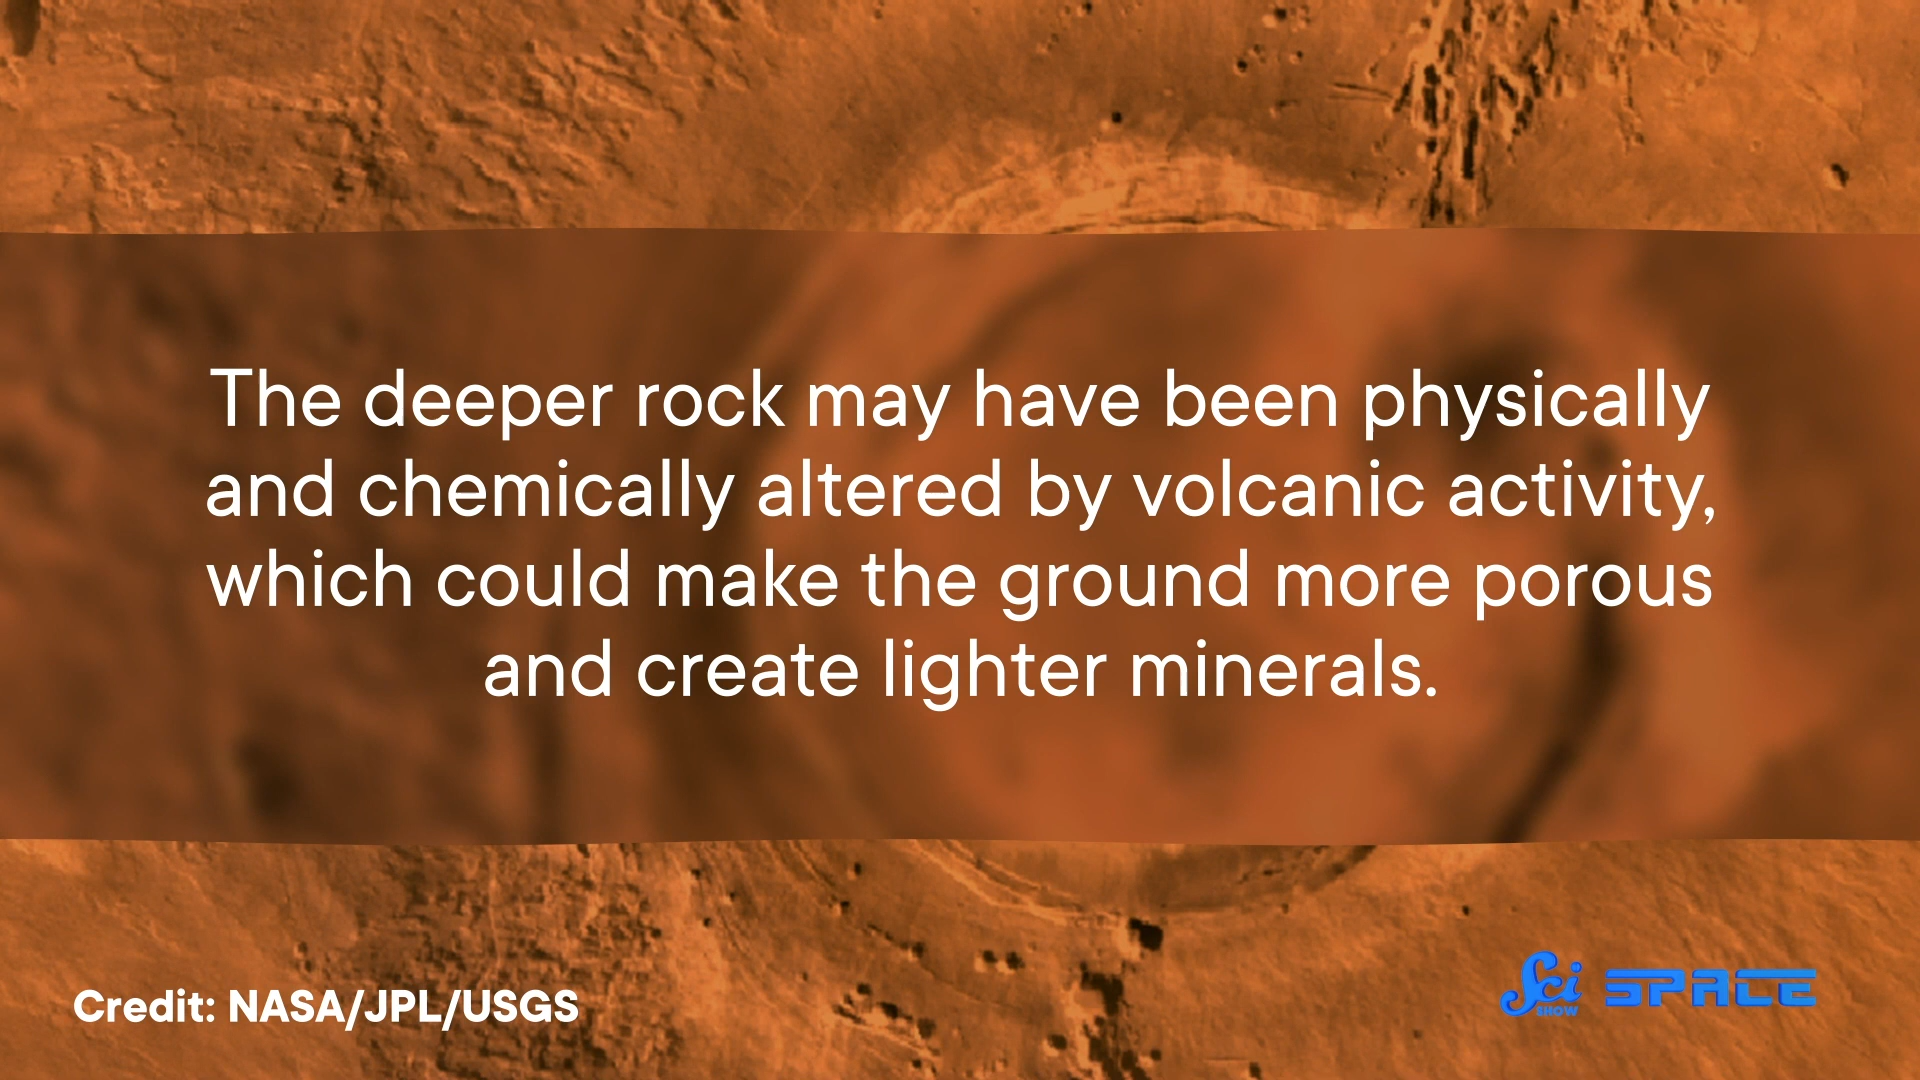 The deeper rock may have been physically
and chemically altered by volcanic activity,
which could make the ground more porous
and create lighter minerals.
Credit: NASA/JPL/USGS
Sci SHOW SPACE